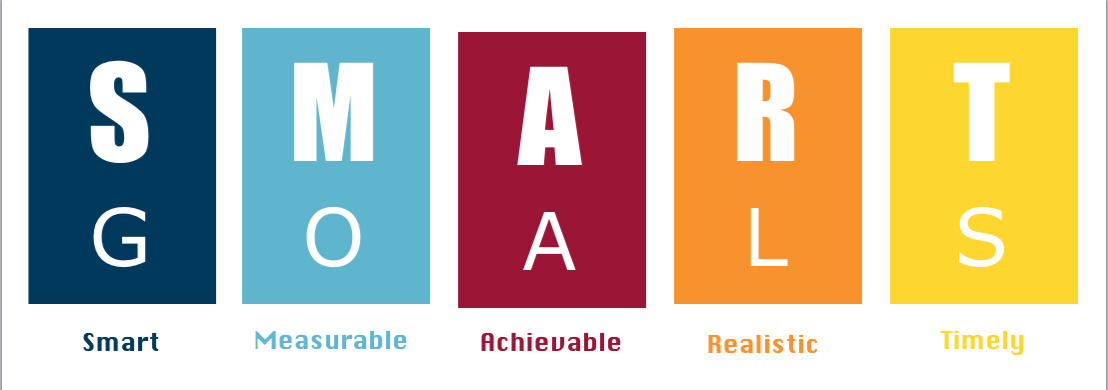 S M A R T
G O A L S
Smart Measurable Achievable Realistic Timely